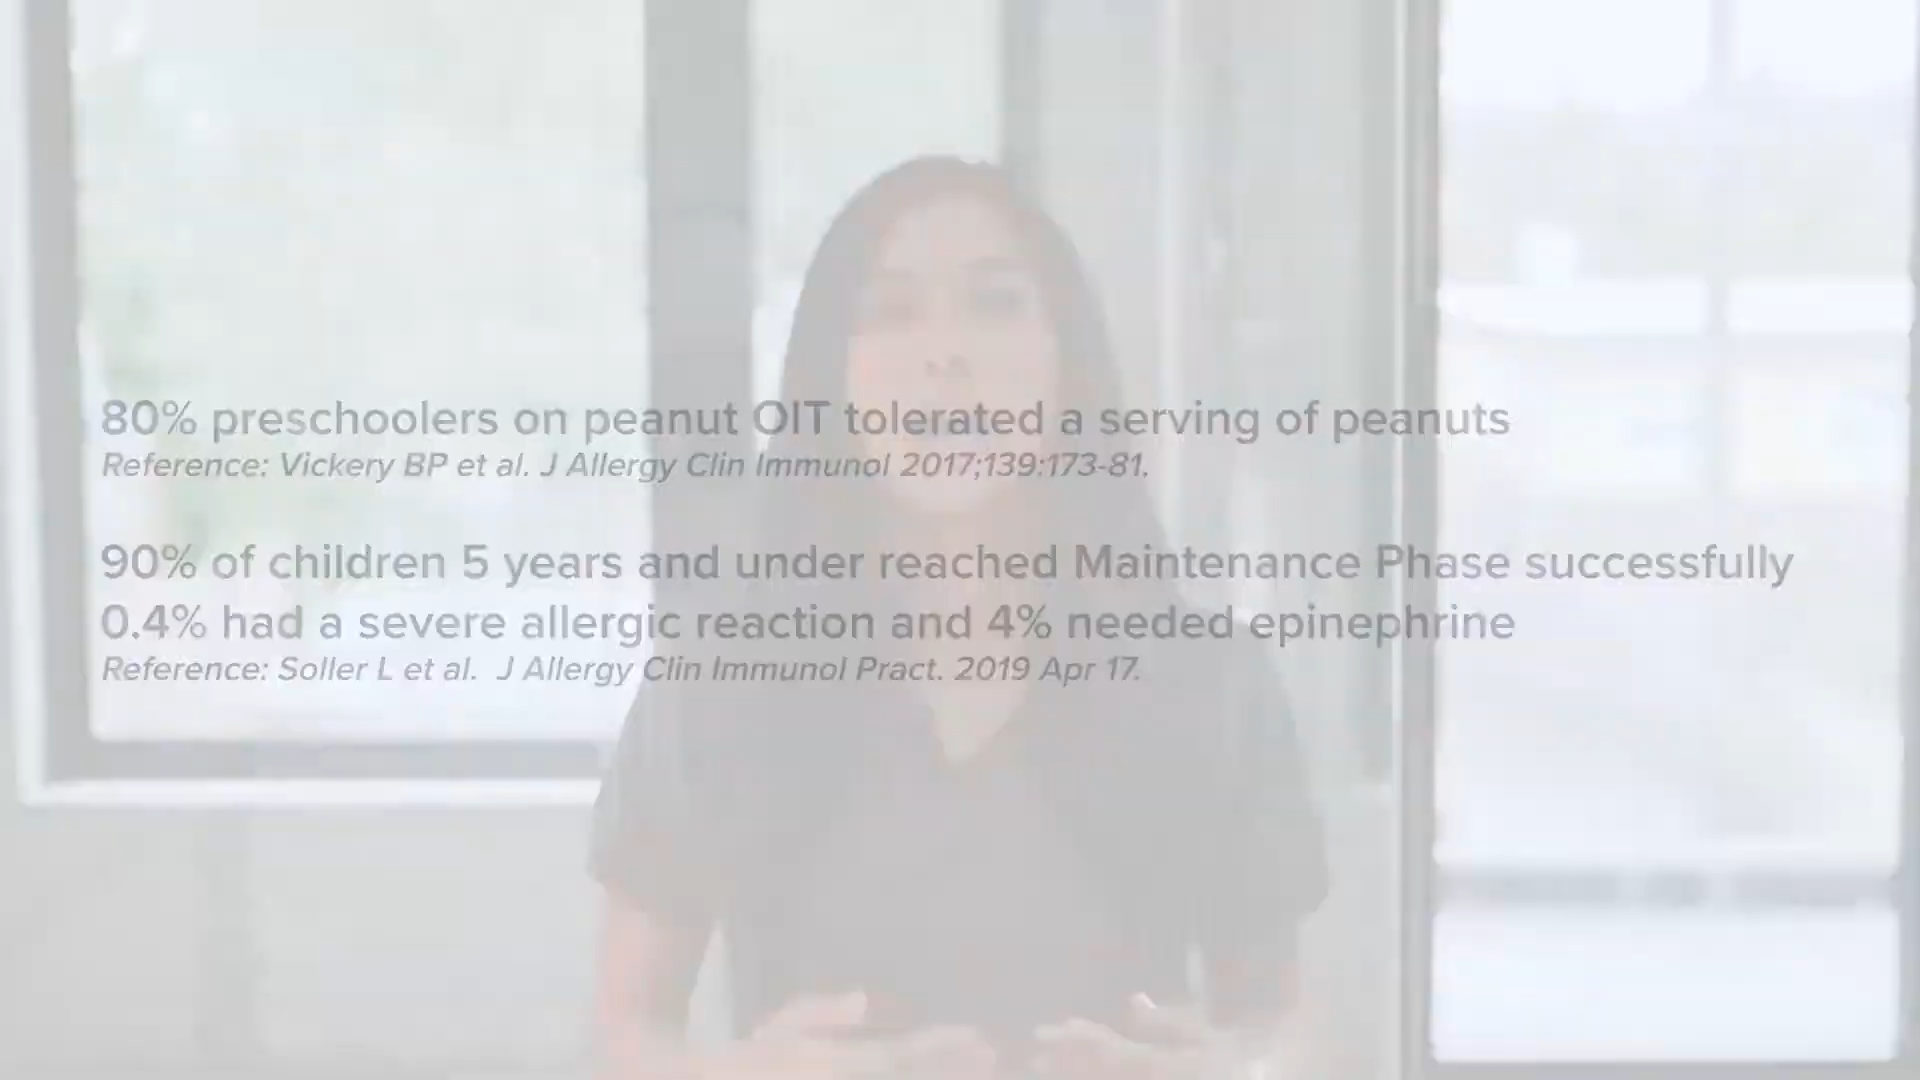 80% preschoolers on peanut OIT tolerated a serving of peanuts
Reference: Vickery BP et al. J Allergy Clin Immunol 2017;139:173-81.
90% of children 5 years and under reached Maintenance Phase successfully
0.4% had a severe allergic reaction and 4% needed epinephrine
Reference: Soller L et al. J Allergy Clin Immunol Pract. 2019 Apr 17.